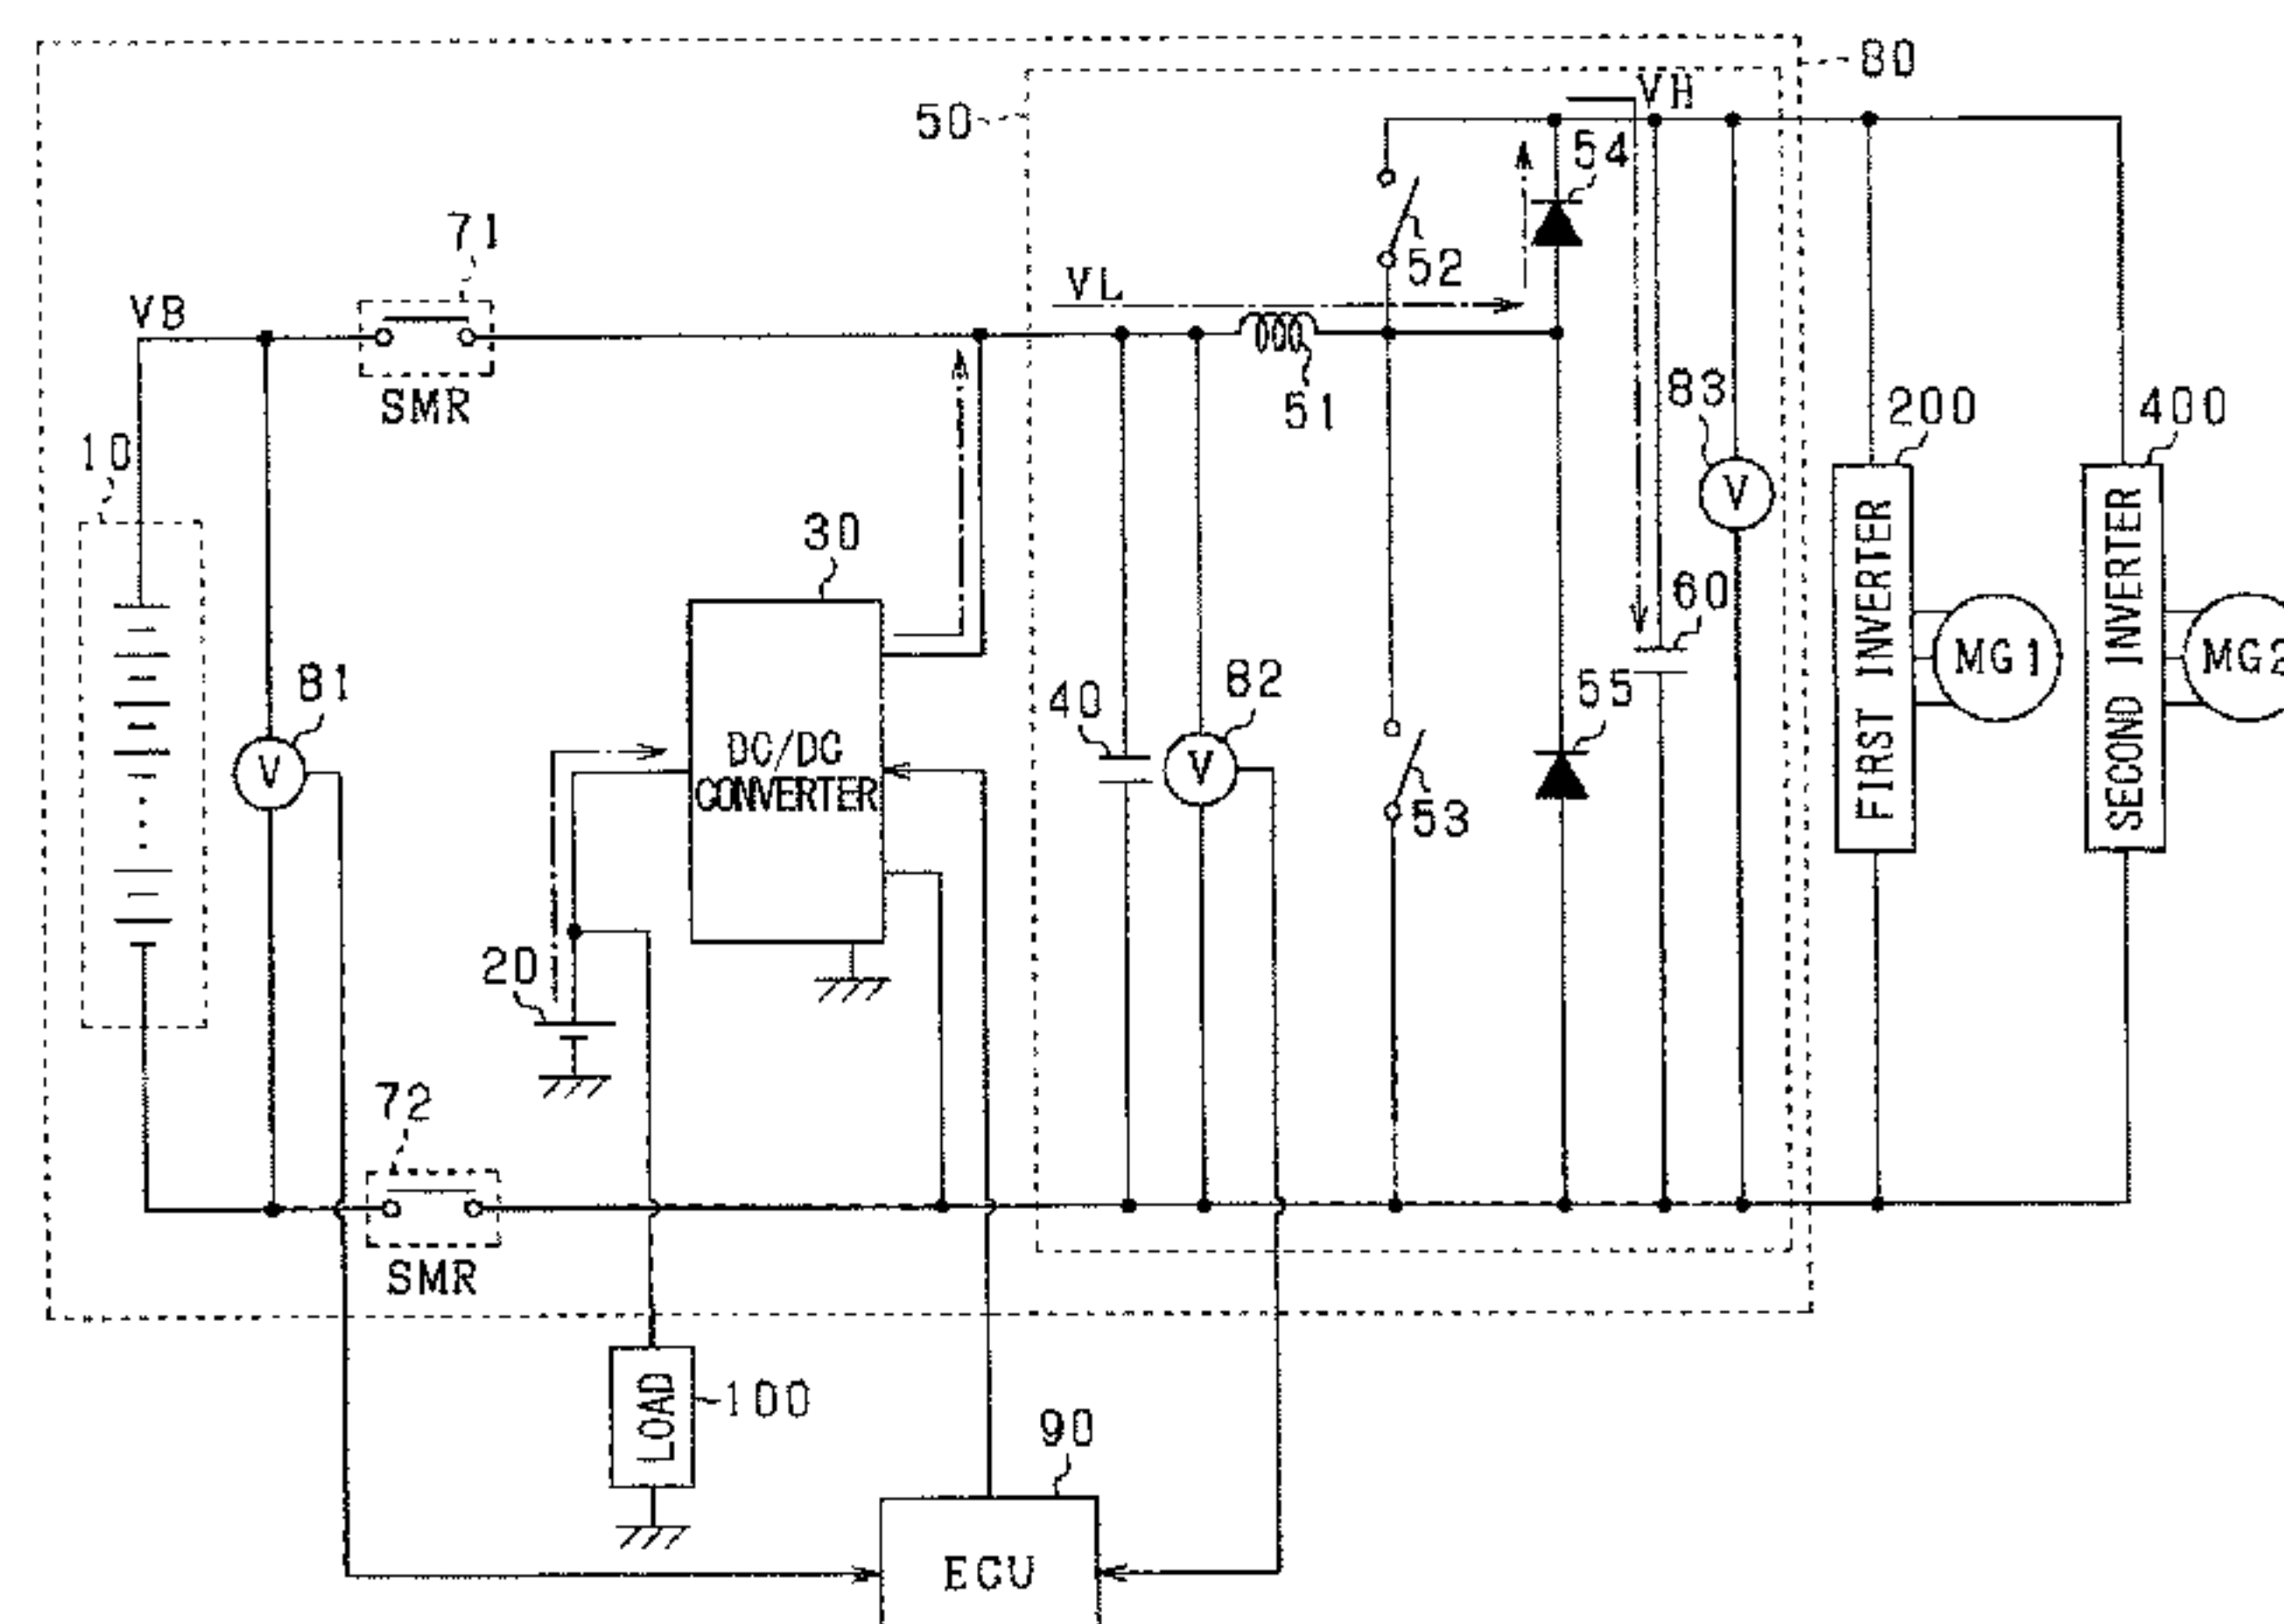 80
50
VH
54
71
52
VB
VL
SMR
51
83
200
400
10
30
60
81
82
55
40
V
FIRST INVERTER
SECOND INVERTER
MG1
MG2
V
DC/DC
CONVERTER
V
53
20
72
SMR
LOAD
100
90
ECU